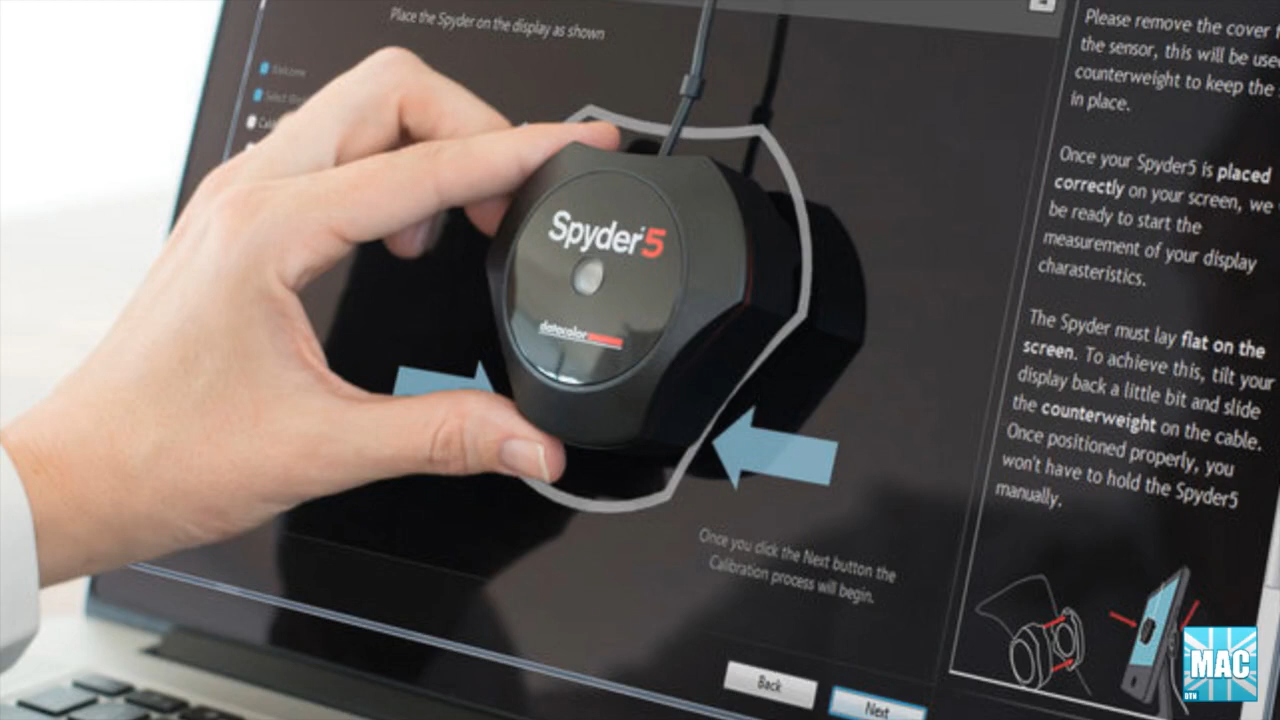 Place the Spyder on the display as shown
Welcome
Spyder 5
datacolor
Once you click the Next button the
Calibration process will begin.
Back
Next
Please remove the cover
the sensor, this will be used
counterweight to keep the
in place.
Once your Spyder5 is placed
correctly on your screen, we
be ready to start the
measurement of your display
charasteristics.
The Spyder must lay flat on the
screen. To achieve this, tilt your
display back a little bit and slide
the counterweight on the cable.
Once positioned properly, you
won't have to hold the Spyder5
manually.
MAC